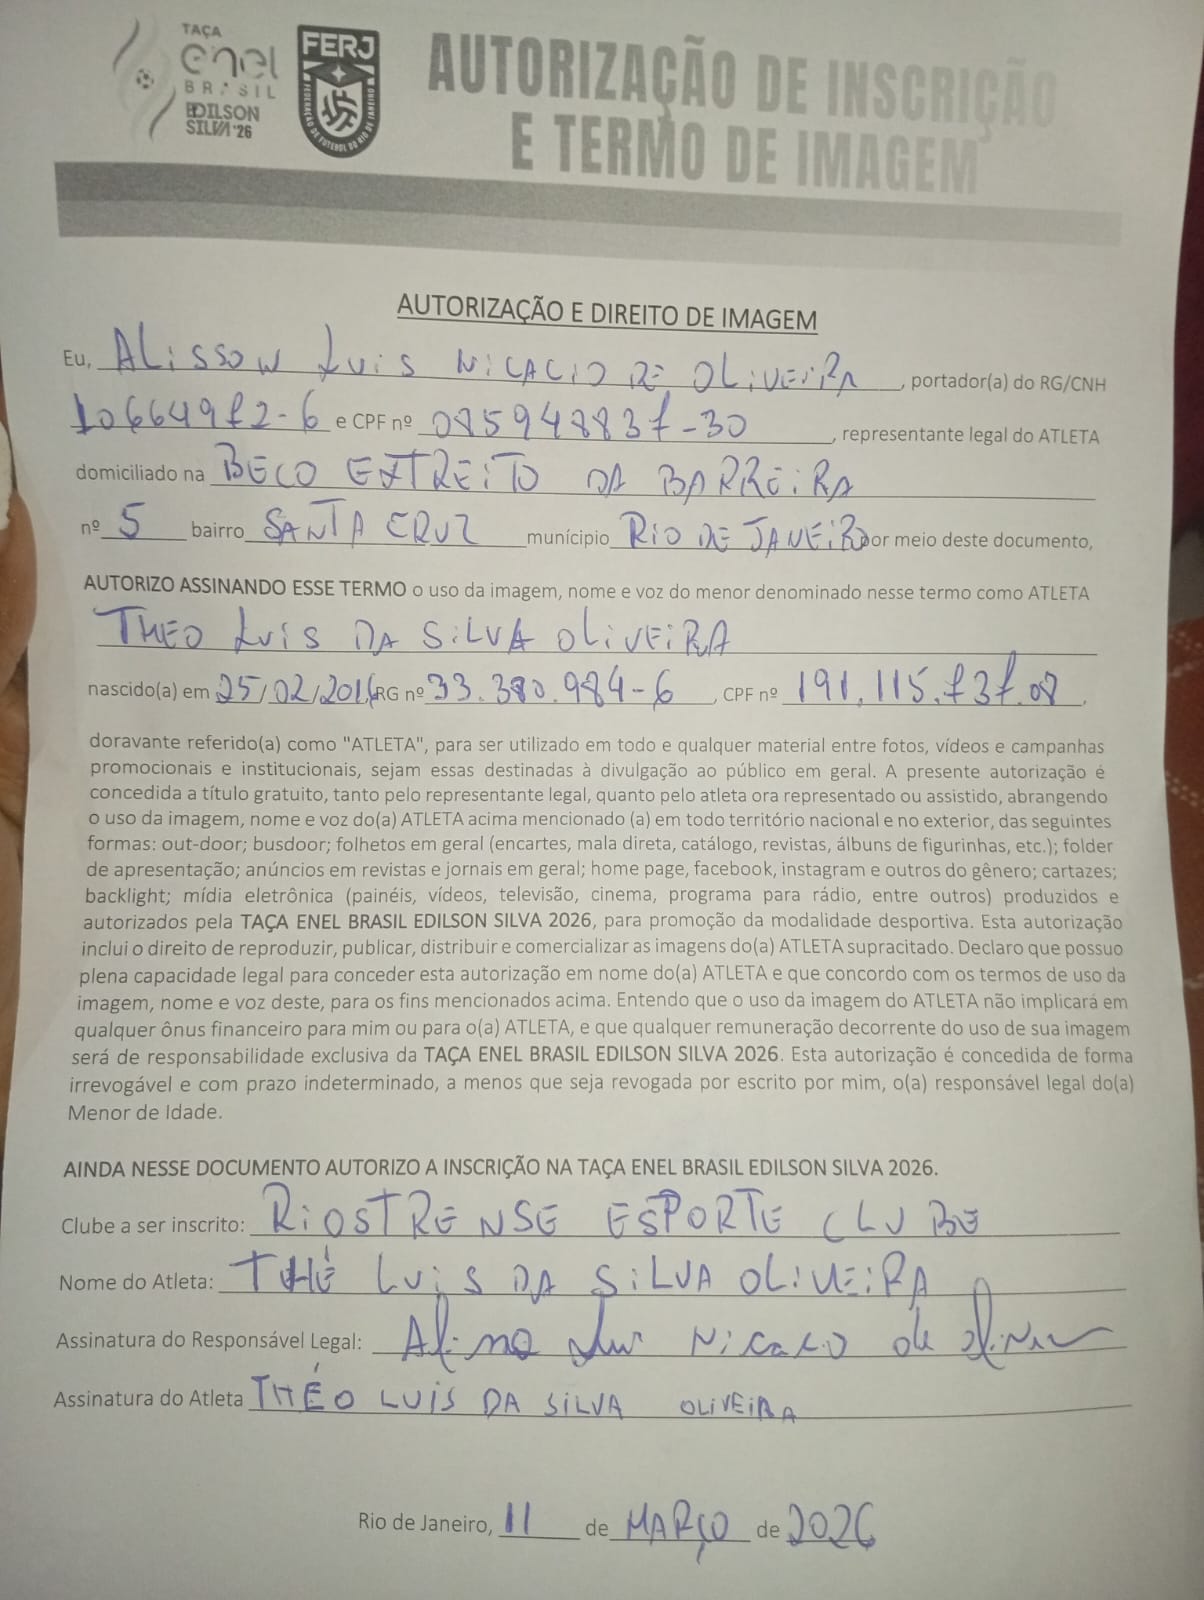 TAÇA
enel
BRASIL
EDILSON
SILVA '26
FERJ
FEDERAÇÃO DE FUTEBOL DO RIO DE JANEIRO
AUTORIZAÇÃO DE INSCRIÇÃO
E TERMO DE IMAGEM
AUTORIZAÇÃO E DIREITO DE IMAGEM
Eu, ALISSON LUIS NICACIO DE OLIVEIRA, portador(a) do RG/CNH
10664972-6 e CPF nº 085948837-30, representante legal do ATLETA
domiciliado na BECO EXTREITO DA BARREIRA
nº 5 bairro SANTA CRUZ munícipio RIO DE JANEIRO por meio deste documento,
AUTORIZO ASSINANDO ESSE TERMO o uso da imagem, nome e voz do menor denominado nesse termo como ATLETA
THEO LUIS DA SILVA OLIVEIRA
nascido(a) em 25/02/2016, RG nº 33.380.984-6, CPF nº 191.115.737.08,
doravante referido(a) como "ATLETA", para ser utilizado em todo e qualquer material entre fotos, vídeos e campanhas
promocionais e institucionais, sejam essas destinadas à divulgação ao público em geral. A presente autorização é
concedida a título gratuito, tanto pelo representante legal, quanto pelo atleta ora representado ou assistido, abrangendo
o uso da imagem, nome e voz do(a) ATLETA acima mencionado (a) em todo território nacional e no exterior, das seguintes
formas: out-door; busdoor; folhetos em geral (encartes, mala direta, catálogo, revistas, álbuns de figurinhas, etc.); folder
de apresentação; anúncios em revistas e jornais em geral; home page, facebook, instagram e outros do gênero; cartazes;
backlight; mídia eletrônica (painéis, vídeos, televisão, cinema, programa para rádio, entre outros) produzidos e
autorizados pela TAÇA ENEL BRASIL EDILSON SILVA 2026, para promoção da modalidade desportiva. Esta autorização
inclui o direito de reproduzir, publicar, distribuir e comercializar as imagens do(a) ATLETA supracitado. Declaro que possuo
plena capacidade legal para conceder esta autorização em nome do(a) ATLETA e que concordo com os termos de uso da
imagem, nome e voz deste, para os fins mencionados acima. Entendo que o uso da imagem do ATLETA não implicará em
qualquer ônus financeiro para mim ou para o(a) ATLETA, e que qualquer remuneração decorrente do uso de sua imagem
será de responsabilidade exclusiva da TAÇA ENEL BRASIL EDILSON SILVA 2026. Esta autorização é concedida de forma
irrevogável e com prazo indeterminado, a menos que seja revogada por escrito por mim, o(a) responsável legal do(a)
Menor de Idade.
AINDA NESSE DOCUMENTO AUTORIZO A INSCRIÇÃO NA TAÇA ENEL BRASIL EDILSON SILVA 2026.
Clube a ser inscrito: RIOSTRENSE ESPORTE CLUBE
Nome do Atleta: THÉ LUIS DA SILVA OLIVEIRA
Assinatura do Responsável Legal: Nicacio de
Assinatura do Atleta THÉO LUIS DA SILVA OLIVEIRA
Rio de Janeiro, 11 de MARÇO de 2026